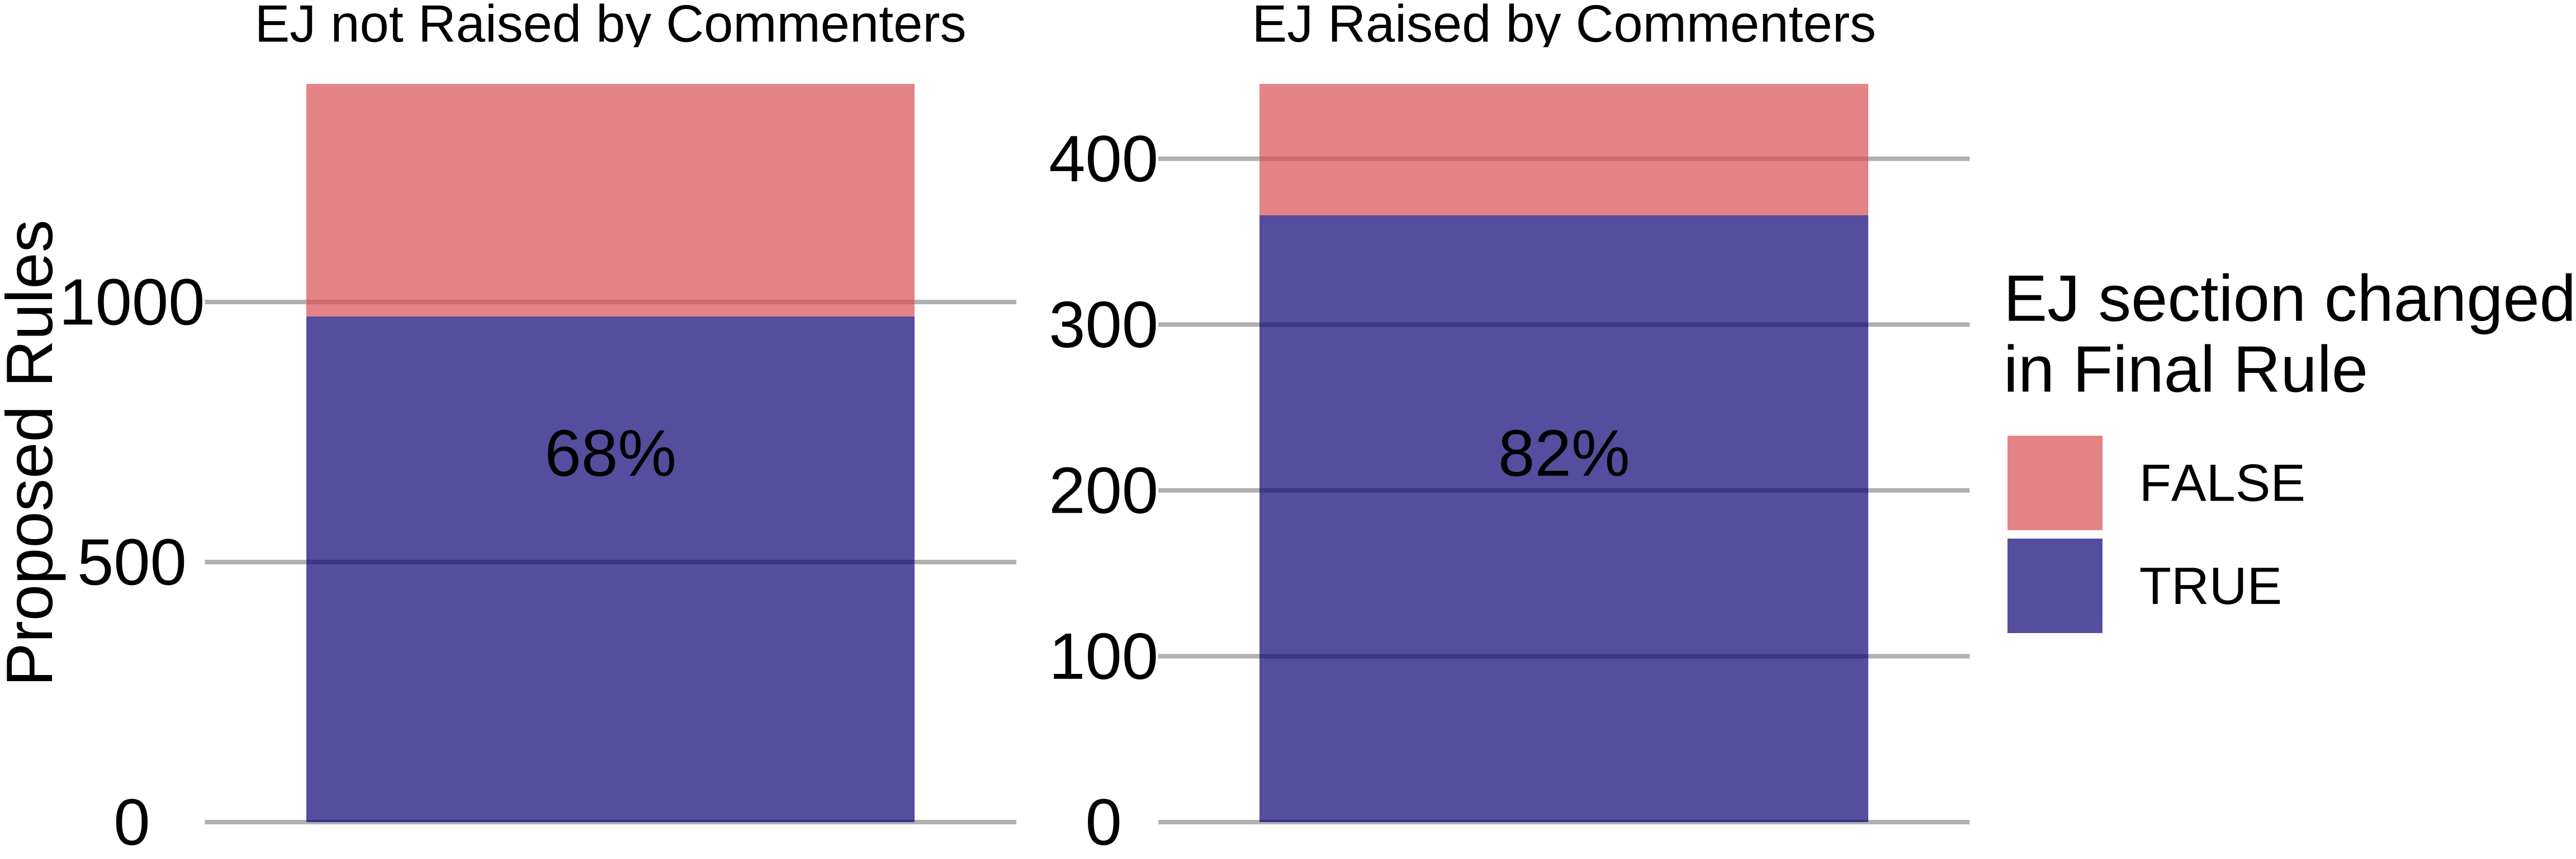 EJ not Raised by Commenters
EJ Raised by Commenters
Proposed Rules
1000
500
0
68%
400
300
200
100
0
82%
EJ section changed
in Final Rule
FALSE
TRUE